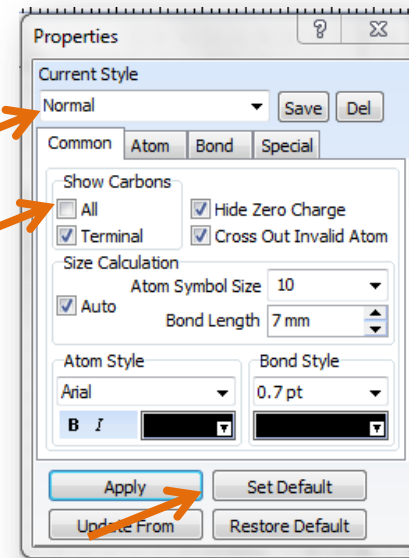 Properties
Current Style
Normal Save Del
Common Atom Bond Special
Show Carbons
All Hide Zero Charge
Terminal Cross Out Invalid Atom
Size Calculation
Auto Atom Symbol Size 10
Bond Length 7 mm
Atom Style Bond Style
Arial 0.7 pt
B I
Apply Set Default
Update From Restore Default